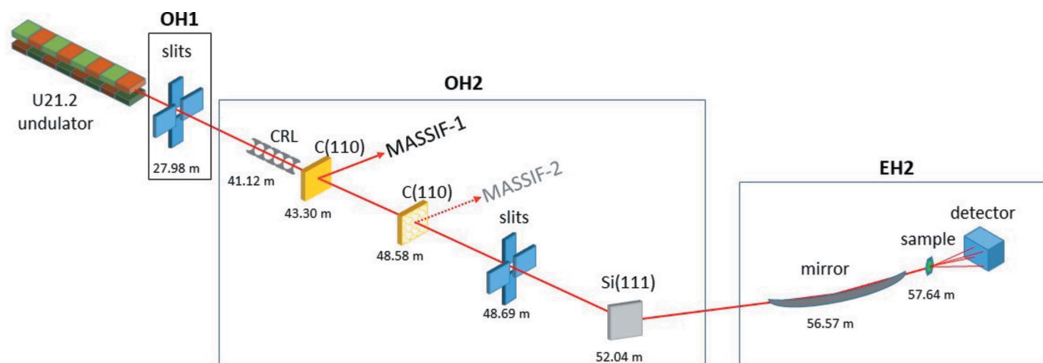 OH1
slits
U21.2
undulator
27.98 m
OH2
CRL
41.12 m
C(110)
MASSIF-1
43.30 m
C(110)
MASSIF-2
48.58 m
slits
48.69 m
Si(111)
52.04 m
EH2
detector
sample
mirror
57.64 m
56.57 m